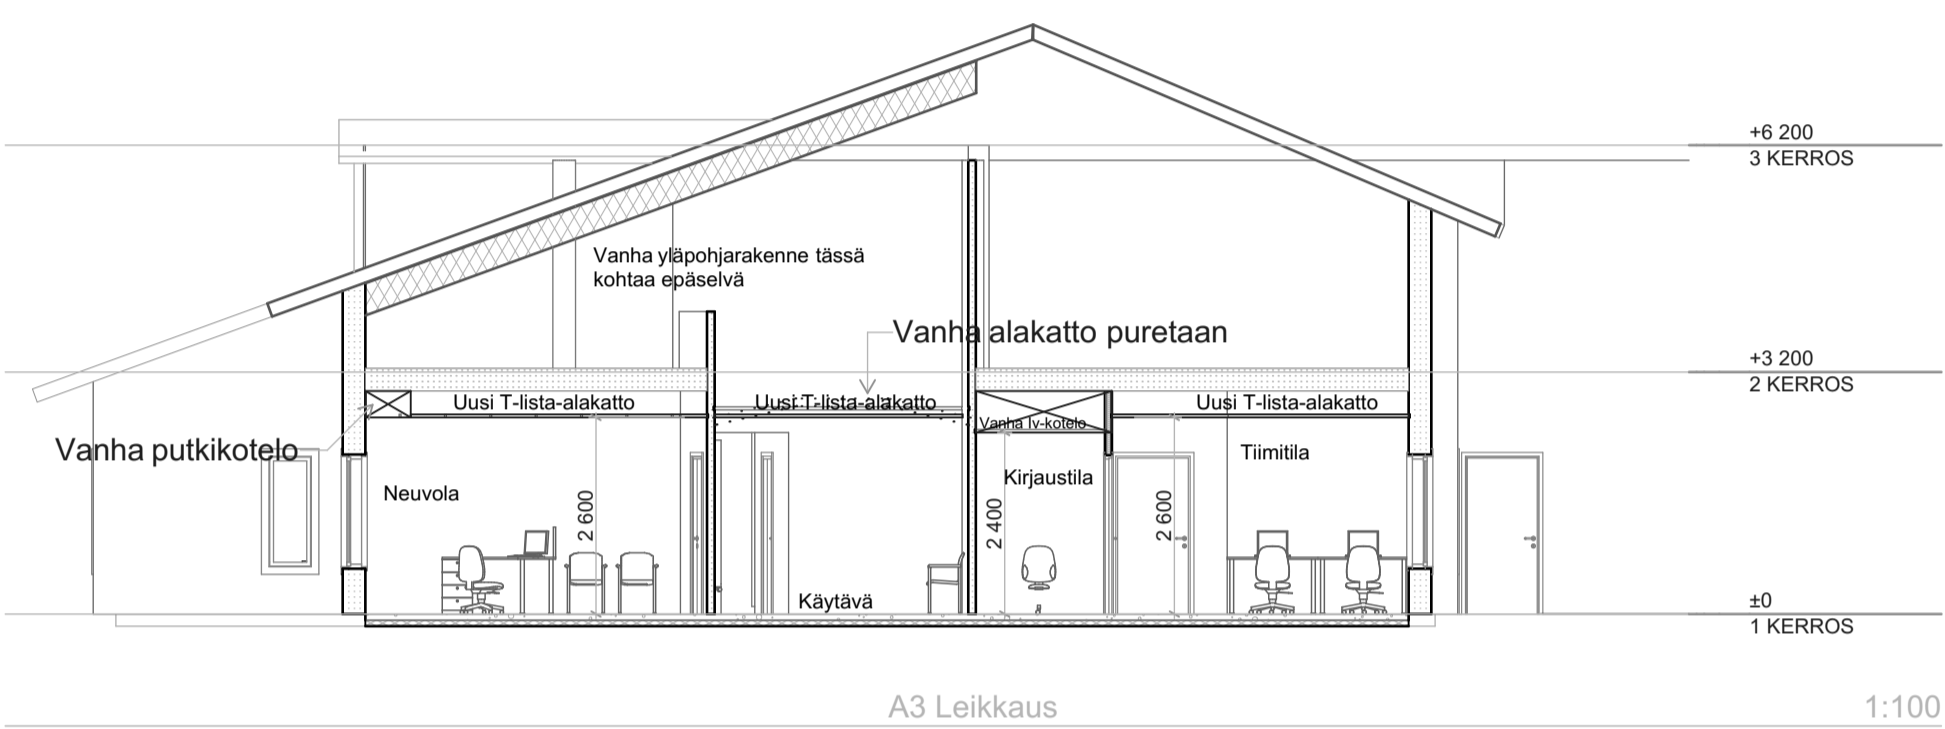 +6 200
3 KERROS
Vanha yläpohjarakenne tässä
kohtaa epäselvä
Vanha alakatto puretaan
+3 200
2 KERROS
Uusi T-lista-alakatto
Uusi T-lista-alakatto
Uusi T-lista-alakatto
Vanha Iv-kotelo
Vanha putkikotelo
Tiimitila
Kirjaustila
Neuvola
2 600
2 400
2 600
Käytävä
±0
1 KERROS
A3 Leikkaus
1:100